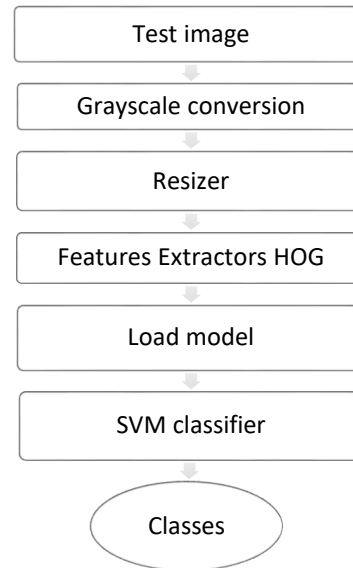 Test image
Grayscale conversion
Resizer
Features Extractors HOG
Load model
SVM classifier
Classes